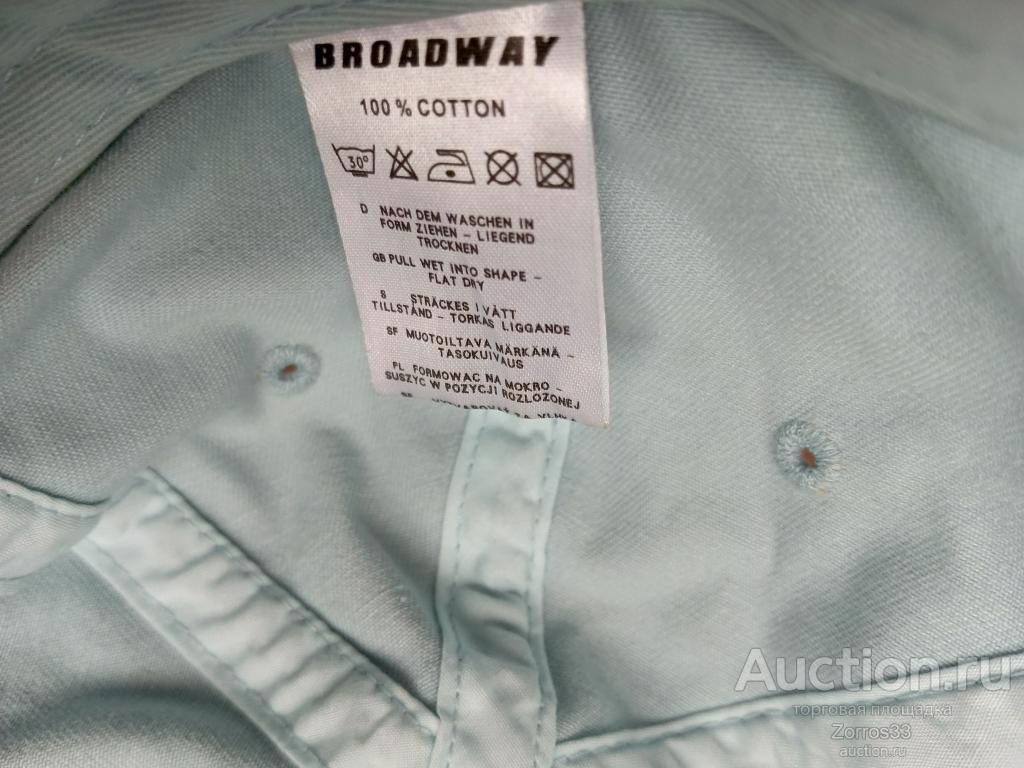 BROADWAY
100 % COTTON
30°
D NACH DEM WASCHEN IN
FORM ZIEHEN – LIEGEND
TROCKNEN
GB PULL WET INTO SHAPE –
FLAT DRY
S STRÄCKES I VÅTT
TILLSTÅND – TORKAS LIGGANDE
SF MUOTOILTAVA MÄRKÄNÄ –
TASOKUIVAUS
PL FORMOWAC NA MOKRO –
SUSZYC W POZYCJI ROZLOZONEJ
Auction.ru
торговая площадка
Zorros33
auction.ru